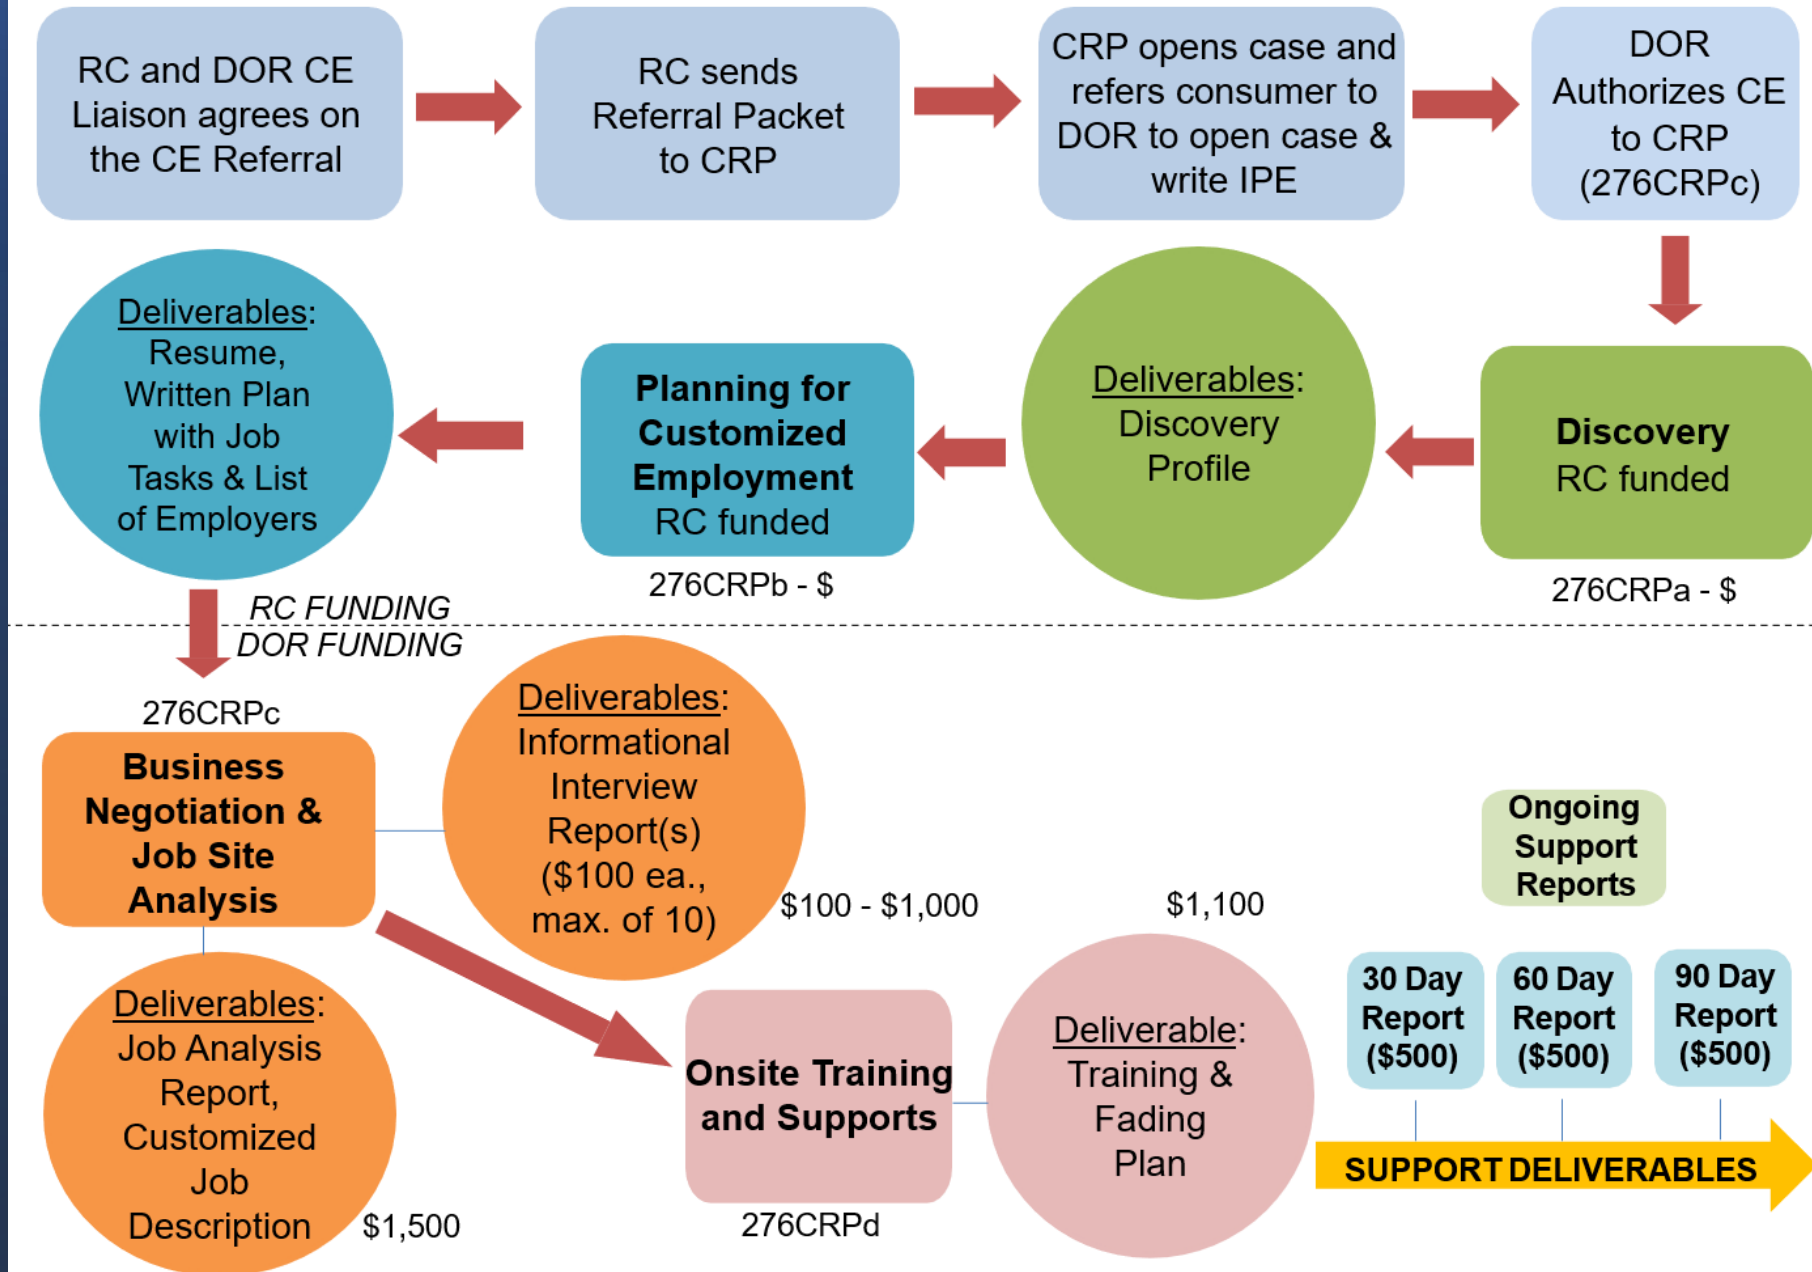 RC and DOR CE
Liaison agrees on
the CE Referral
RC sends
Referral Packet
to CRP
CRP opens case and
refers consumer to
DOR to open case &
write IPE
DOR
Authorizes CE
to CRP
(276CRPc)
Deliverables:
Resume,
Written Plan
with Job
Tasks & List
of Employers
Planning for
Customized
Employment
RC funded
276CRPb - $
Deliverables:
Discovery
Profile
Discovery
RC funded
276CRPa - $
RC FUNDING
DOR FUNDING
276CRPc
Business
Negotiation &
Job Site
Analysis
Deliverables:
Informational
Interview
Report(s)
($100 ea.,
max. of 10)
$100 - $1,000
Deliverables:
Job Analysis
Report,
Customized
Job
Description
$1,500
Onsite Training
and Supports
276CRPd
$1,100
Deliverable:
Training &
Fading
Plan
Ongoing
Support
Reports
30 Day
Report
($500)
60 Day
Report
($500)
90 Day
Report
($500)
SUPPORT DELIVERABLES